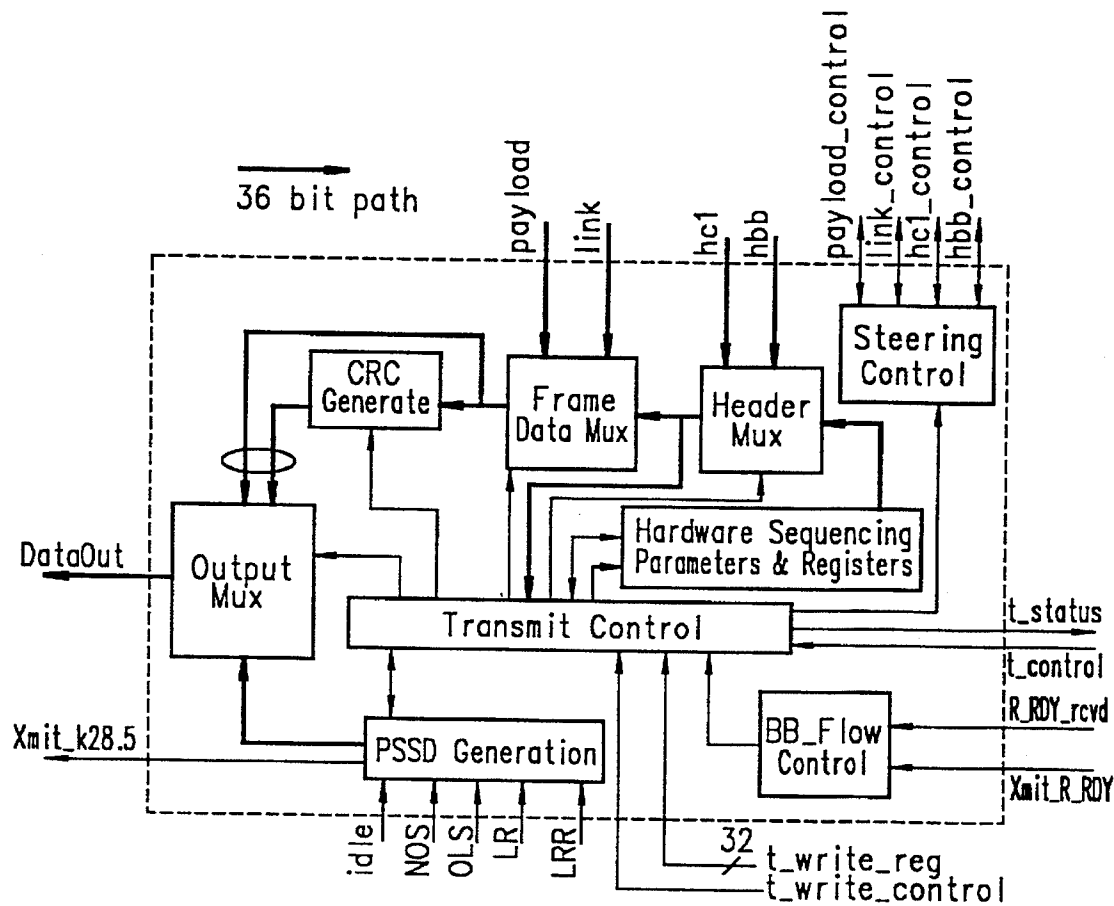 payload_control
link_control
hc1_control
hbb_control
36 bit path
payload
link
hc1
hbb
Steering
Control
CRC
Generate
Frame
Data Mux
Header
Mux
Hardware Sequencing
Parameters & Registers
DataOut
Output
Mux
Transmit Control
t_status
t_control
Xmit_k28.5
PSSD Generation
BB_Flow
Control
R_RDY_rcvd
Xmit_R_RDY
idle
NOS
OLS
LR
LRR
32
t_write_reg
t_write_control